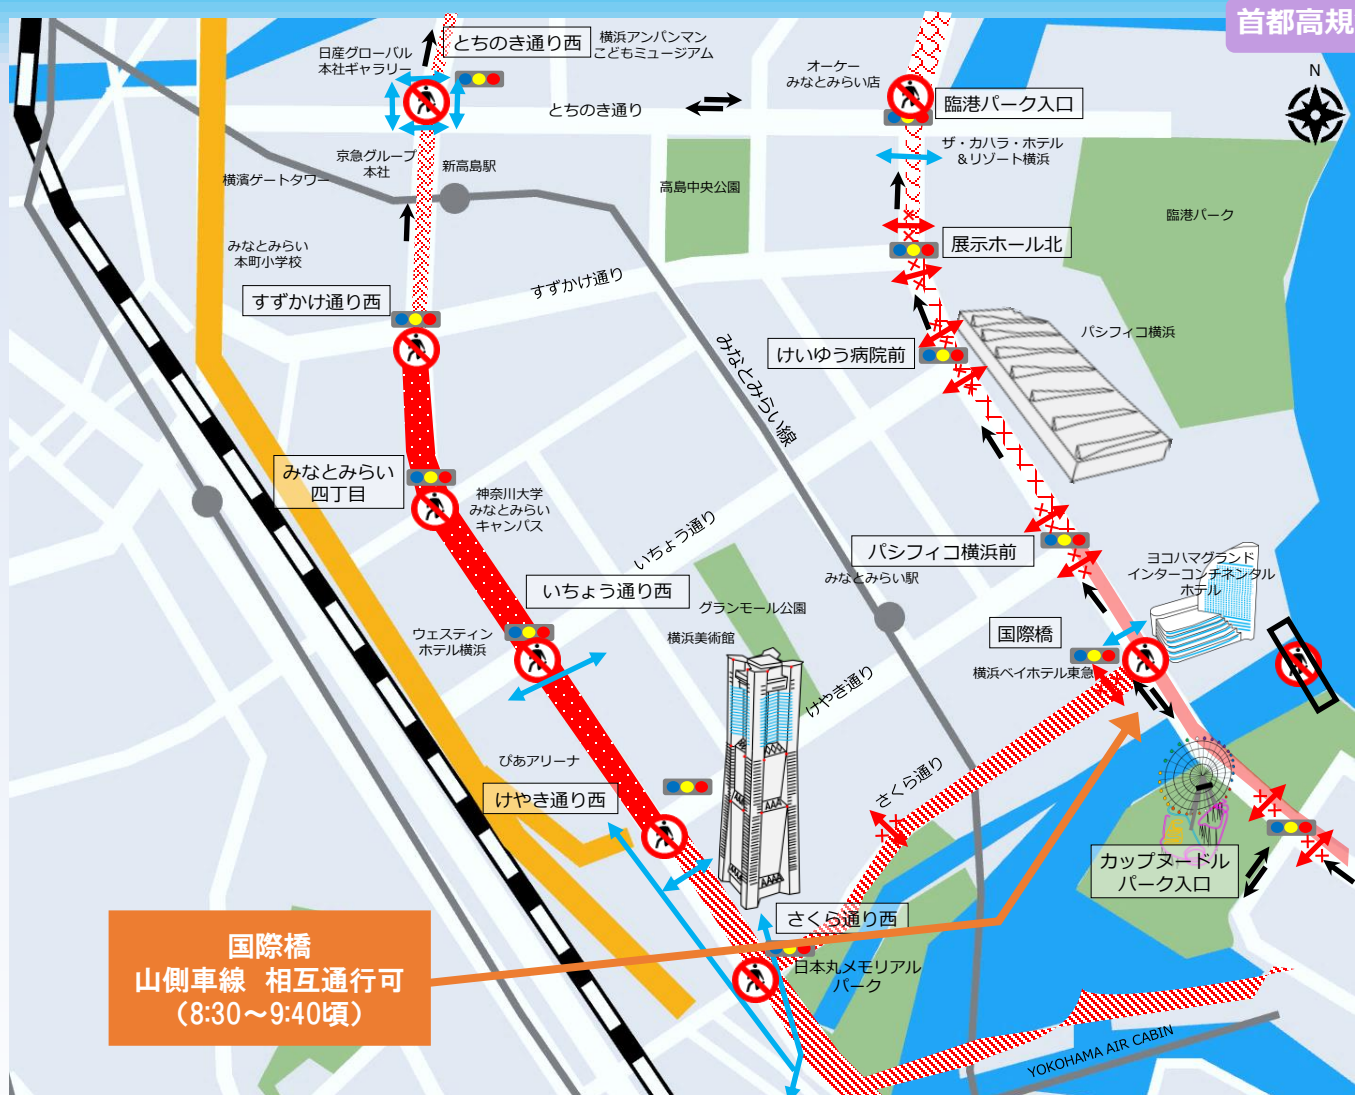 首都高規
とちのき通り西
横浜アンパンマン
こどもミュージアム
日産グローバル
本社ギャラリー
とちのき通り
オーケー
みなとみらい店
臨港パーク入口
N
ザ・カハラ・ホテル
＆リゾート横浜
京急グループ
本社
新高島駅
横濱ゲートタワー
高島中央公園
臨港パーク
みなとみらい
本町小学校
展示ホール北
すずかけ通り西
すずかけ通り
けいゆう病院前
パシフィコ横浜
みなとみらい線
みなとみらい
四丁目
神奈川大学
みなとみらい
キャンパス
いちょう通り
パシフィコ横浜前
みなとみらい駅
ヨコハマグランド
インターコンチネンタル
ホテル
いちょう通り西
グランモール公園
横浜美術館
ウェスティン
ホテル横浜
国際橋
横浜ベイホテル東急
けやき通り
ぴあアリーナ
けやき通り西
さくら通り
カップヌードル
パーク入口
さくら通り西
日本丸メモリアル
パーク
国際橋
山側車線 相互通行可
（8:30～9:40頃）
YOKOHAMA AIR CABIN